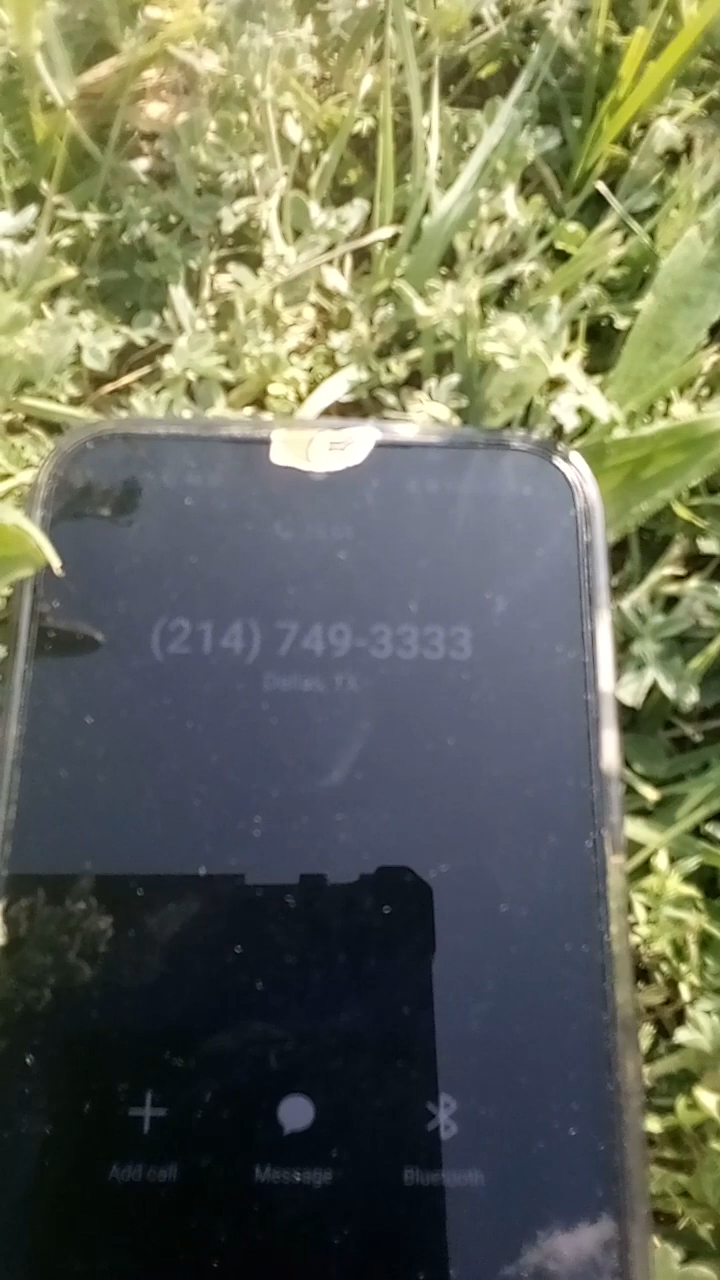 (214) 749-3333
Dallas, TX
Add call
Message
Bluetooth